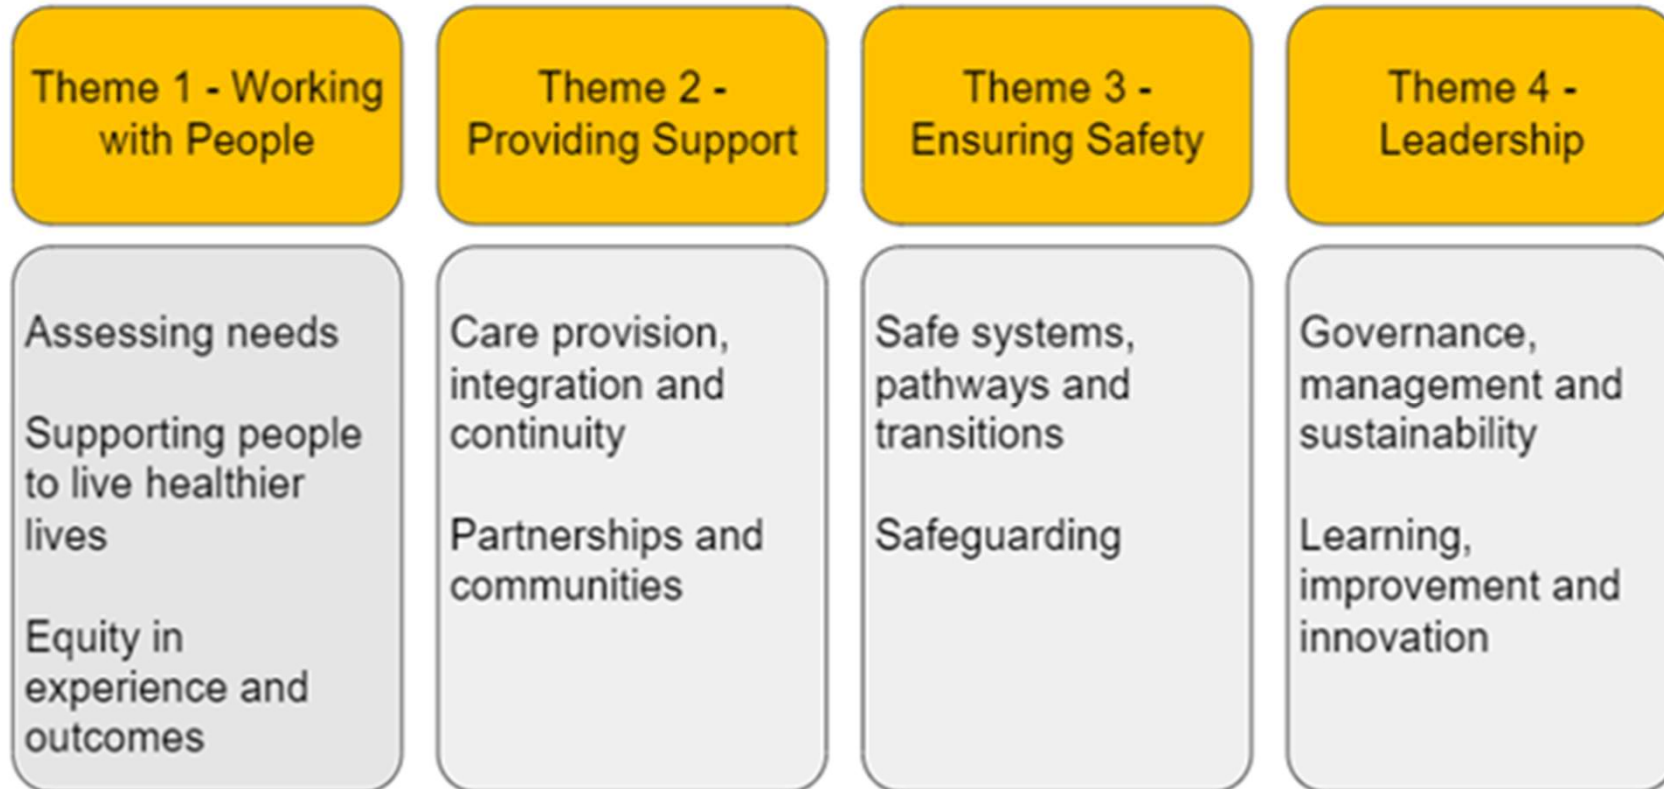 Theme 1 - Working
with People
Assessing needs
Supporting people
to live healthier
lives
Equity in
experience and
outcomes
Theme 2 -
Providing Support
Care provision,
integration and
continuity
Partnerships and
communities
Theme 3 -
Ensuring Safety
Safe systems,
pathways and
transitions
Safeguarding
Theme 4 -
Leadership
Governance,
management and
sustainability
Learning,
improvement and
innovation